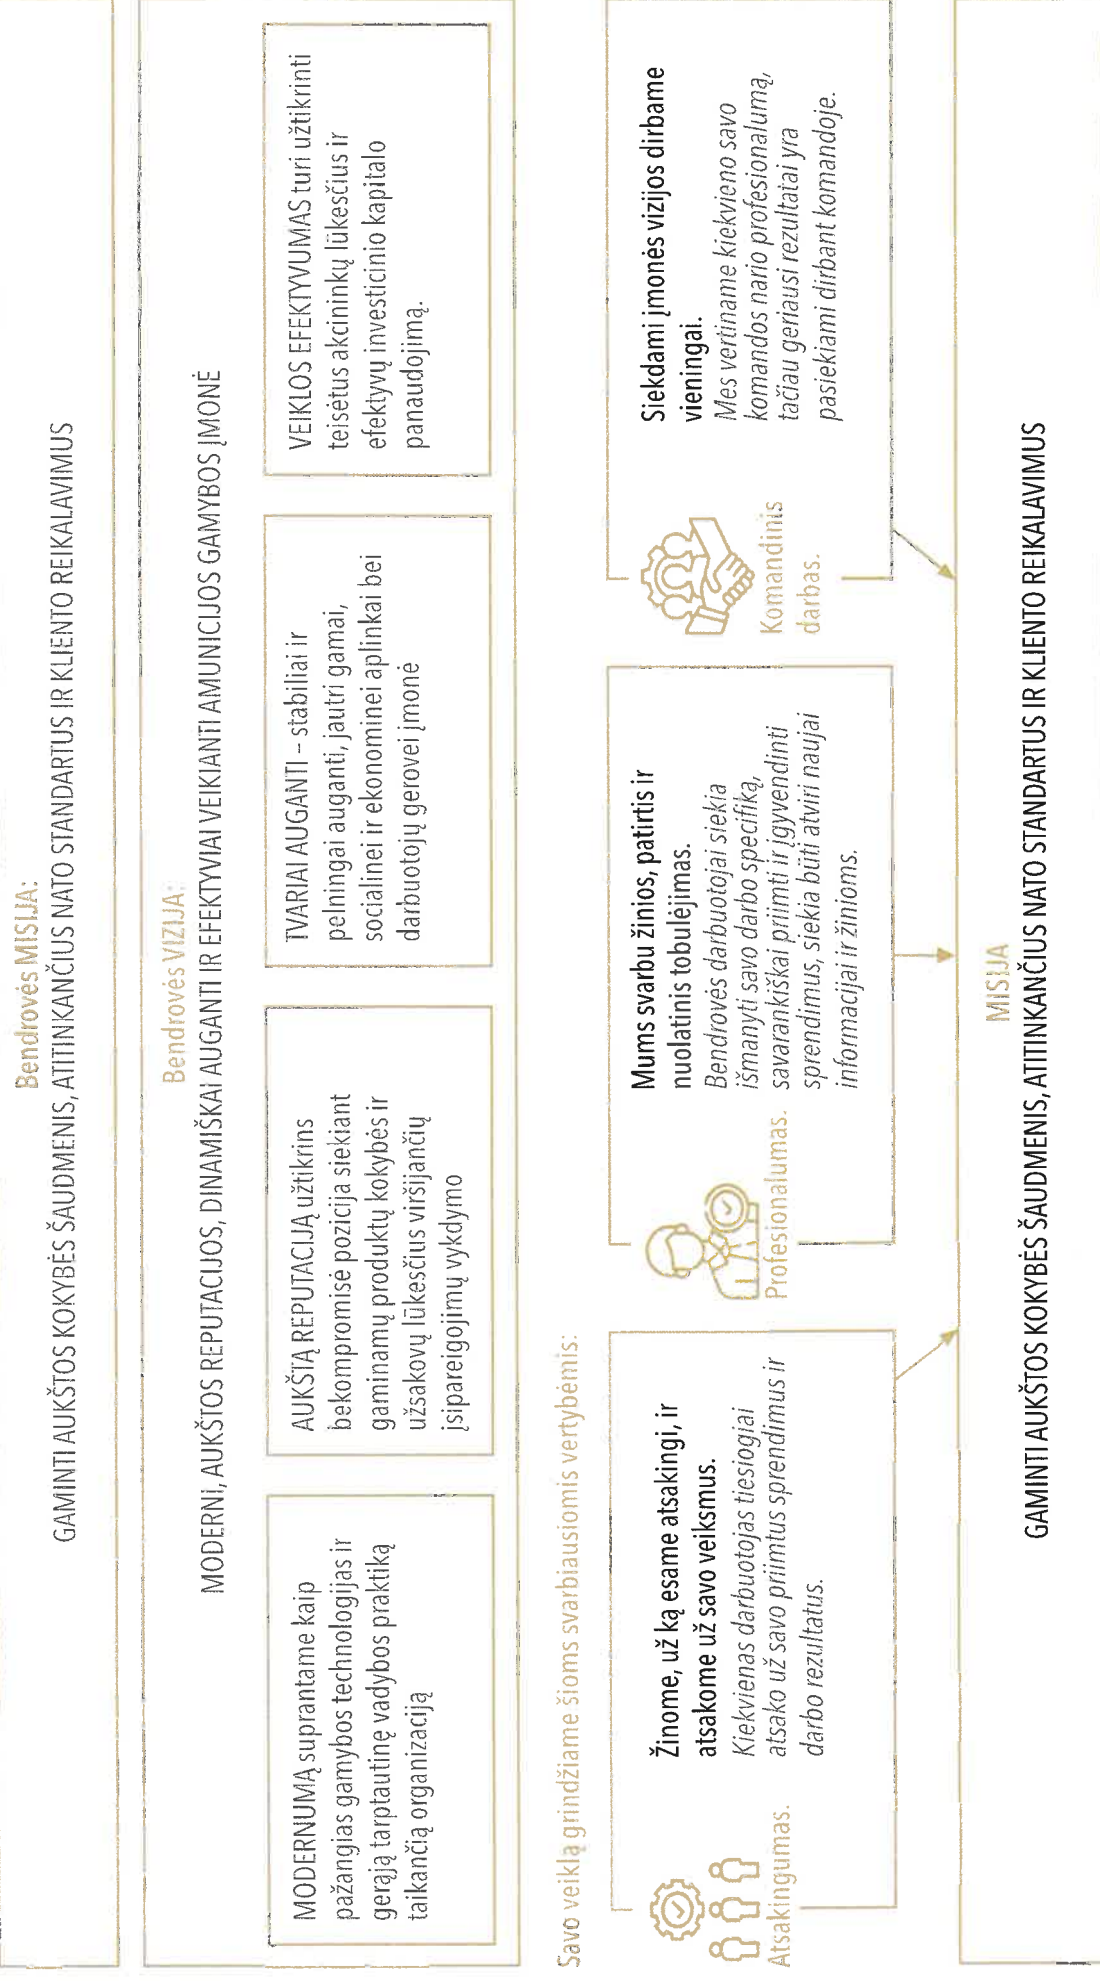 Bendrovės MISIJA:
GAMINTI AUKŠTOS KOKYBĖS ŠAUDMENIS, ATITINKANČIUS NATO STANDARTUS IR KLIENTO REIKALAVIMUS
Bendrovės VIZIJA:
MODERNI, AUKŠTOS REPUTACIJOS, DINAMIŠKAI AUGANTI IR EFEKTYVIAI VEIKIANTI AMUNICIJOS GAMYBOS ĮMONĖ
MODERNUMĄ suprantame kaip
pažangias gamybos technologijas ir
gerąją tarptautinę vadybos praktiką
taikančią organizaciją
AUKŠTĄ REPUTACIJĄ užtikrins
bekompromisė pozicija siekiant
gaminamų produktų kokybės ir
užsakovų lūkesčius viršijančių
įsipareigojimų vykdymo
TVARIAI AUGANTI – stabiliai ir
pelningai auganti, jautri gamai,
socialinei ir ekonominei aplinkai bei
darbuotojų gerovei įmonė
VEIKLOS EFEKTYVUMAS turi užtikrinti
teisėtus akcininkų lūkesčius ir
efektyvų investicinio kapitalo
panaudojimą.
Savo veiklą grindžiame šioms svarbiausiomis vertybėmis:
Atsakingumas.
Žinome, už ką esame atsakingi, ir
atsakome už savo veiksmus.
Kiekvienas darbuotojas tiesiogiai
atsako už savo priimtus sprendimus ir
darbo rezultatus.
Profesionalumas.
Mums svarbu žinios, patirtis ir
nuolatinis tobulėjimas.
Bendrovės darbuotojai siekia
išmanyti savo darbo specifiką,
savarankiškai priimti ir įgyvendinti
sprendimus, siekia būti atviri naujai
informacijai ir žinioms.
Komandinis
darbas.
Siekdami įmonės vizijos dirbame
vieningai.
Mes vertiname kiekvieno savo
komandos nario profesionalumą,
tačiau geriausi rezultatai yra
pasiekiami dirbant komandoje.
MISIJA
GAMINTI AUKŠTOS KOKYBĖS ŠAUDMENIS, ATITINKANČIUS NATO STANDARTUS IR KLIENTO REIKALAVIMUS